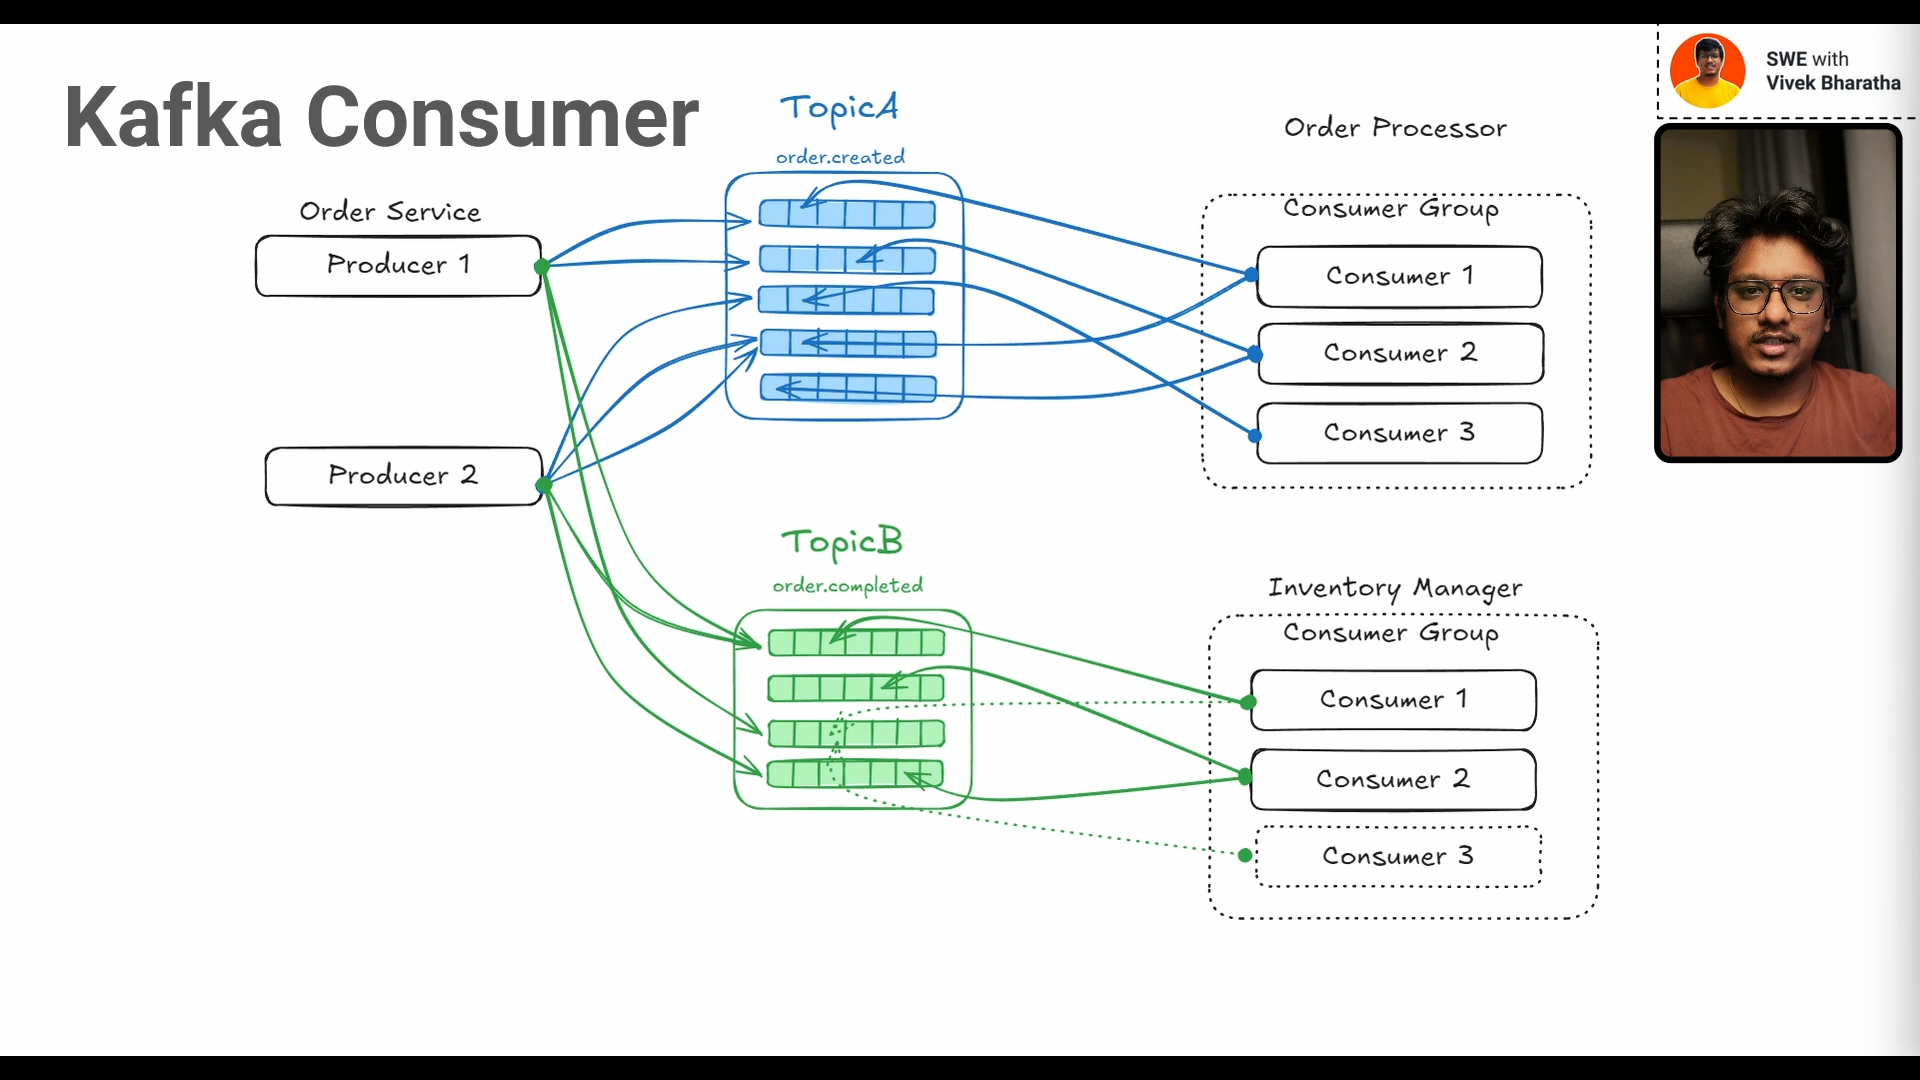 Kafka Consumer
SWE with
Vivek Bharatha
Order Service
Producer 1
Producer 2
TopicA
order.created
TopicB
order.completed
Order Processor
Consumer Group
Consumer 1
Consumer 2
Consumer 3
Inventory Manager
Consumer Group
Consumer 1
Consumer 2
Consumer 3